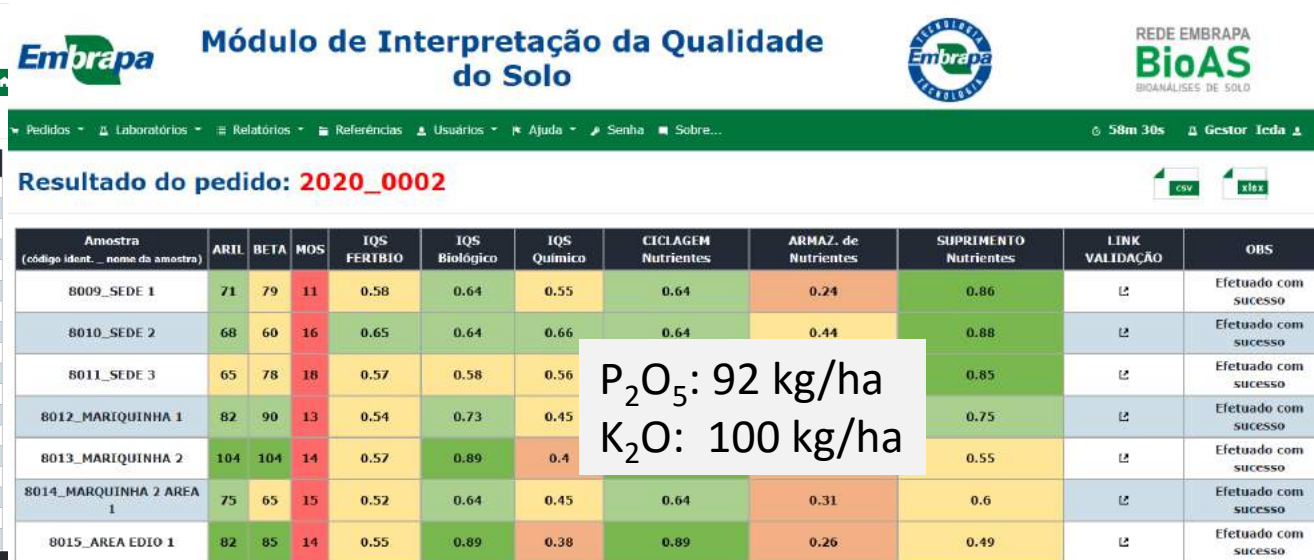 Embrapa
Módulo de Interpretação da Qualidade
do Solo
TECNOLOGIA
Embrapa
TECNOLOGIA
REDE EMBRAPA
BioAS
BIOANÁLISES DE SOLO
Pedidos Laboratórios Relatórios Referências Usuários Ajuda Senha Sobre... 58m 30s Gestor Ieda
Resultado do pedido: 2020_0002
csv xlsx
Amostra (código ident. _ nome da amostra) ARIL BETA MOS IQS FERTBIO IQS Biológico IQS Químico CICLAGEM Nutrientes ARMAZ. de Nutrientes SUPRIMENTO Nutrientes LINK VALIDAÇÃO OBS
8009_SEDE 1 71 79 11 0.58 0.64 0.55 0.64 0.24 0.86 Efetuado com sucesso
8010_SEDE 2 68 60 16 0.65 0.64 0.66 0.64 0.44 0.88 Efetuado com sucesso
8011_SEDE 3 65 78 18 0.57 0.58 0.56 0.85 Efetuado com sucesso
8012_MARIQUINHA 1 82 90 13 0.54 0.73 0.45 0.75 Efetuado com sucesso
8013_MARIQUINHA 2 104 104 14 0.57 0.89 0.4 0.55 Efetuado com sucesso
8014_MARQUINHA 2 AREA 1 75 65 15 0.52 0.64 0.45 0.64 0.31 0.6 Efetuado com sucesso
8015_AREA EDIO 1 82 85 14 0.55 0.89 0.38 0.89 0.26 0.49 Efetuado com sucesso
P₂O₅: 92 kg/ha
K₂O: 100 kg/ha